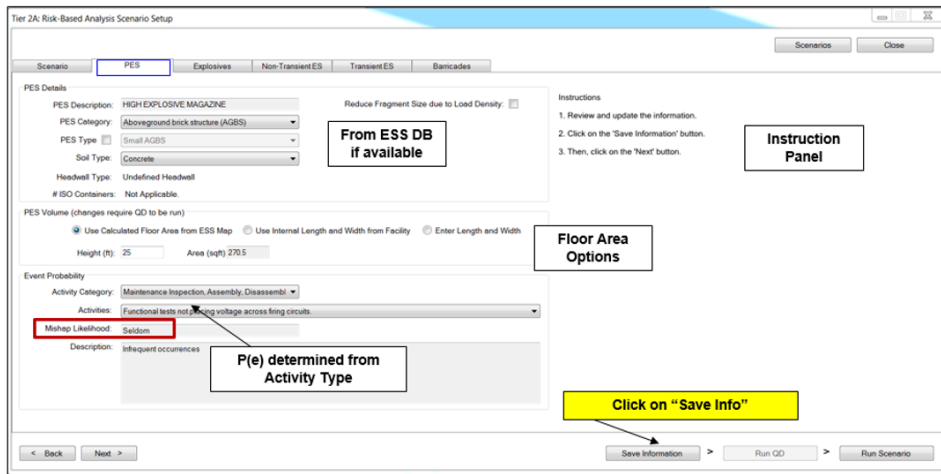 Tier 2A: Risk-Based Analysis Scenario Setup
Scenarios
Close
Scenario
PES
Explosives
Non-Transient ES
Transient ES
Barricades
PES Details
PES Description: HIGH EXPLOSIVE MAGAZINE
Reduce Fragment Size due to Load Density:
PES Category: Aboveground brick structure (AGBS)
PES Type Small AGBS
Soil Type: Concrete
Headwall Type: Undefined Headwall
# ISO Containers: Not Applicable.
From ESS DB
if available
Instructions
1. Review and update the information.
2. Click on the 'Save Information' button.
3. Then, click on the 'Next' button.
Instruction
Panel
PES Volume (changes require QD to be run)
Use Calculated Floor Area from ESS Map
Use Internal Length and Width from Facility
Enter Length and Width
Height (ft): 25
Area (sqft) 270.5
Floor Area
Options
Event Probability
Activity Category: Maintenance Inspection, Assembly, Disassembl
Activities: Functional tests not placing voltage across firing circuits.
Mishap Likelihood: Seldom
Description: Infrequent occurrences
P(e) determined from
Activity Type
Click on “Save Info”
< Back
Next >
Save Information
>
Run QD
>
Run Scenario